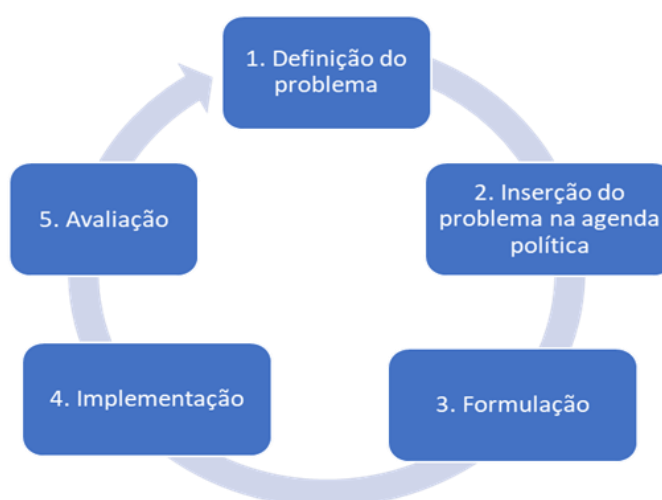 1. Definição do
problema
2. Inserção do
problema na agenda
política
3. Formulação
4. Implementação
5. Avaliação